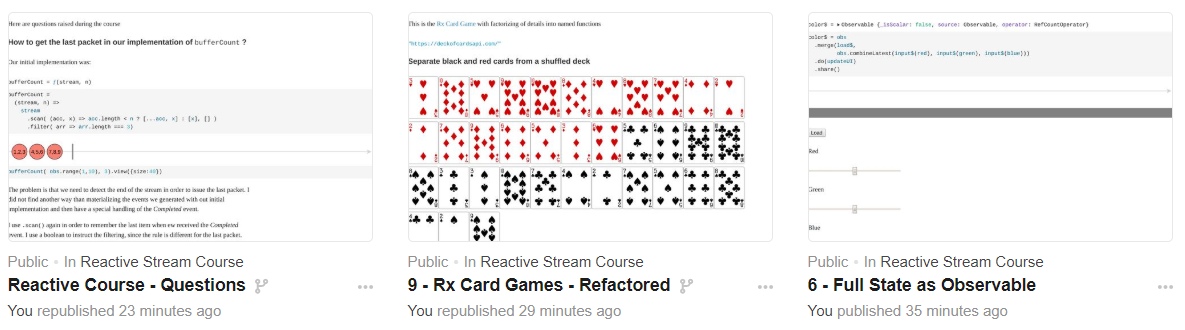 Here are questions raised during the course
How to get the last packet in our implementation of bufferCount ?
Our initial implementation was:
bufferCount = ƒ(stream, n)
bufferCount =
(stream, n) =>
stream
.scan( (acc, x) => acc.length < n ? [...acc, x] : [x], [] )
.filter( arr => arr.length === 3)
1,2,3 4,5,6 7,8,9
bufferCount( obs.range(1,10), 3).view({size:40})
The problem is that we need to detect the end of the stream in order to issue the last packet. I
did not find another way than materializing the events we generated with out initial
implementation and then have a special handling of the Completed event.
I use .scan() again in order to remember the last item when ew received the Completed
event. I use a boolean to instruct the filtering, since the rule is different for the last packet.
Public • In Reactive Stream Course
Reactive Course - Questions
You republished 23 minutes ago
This is the Rx Card Game with factorizing of details into named functions
"https://deckofcardsapi.com/"
Separate black and red cards from a shuffled deck
Public • In Reactive Stream Course
9 - Rx Card Games - Refactored
You republished 29 minutes ago
color$ = ▸ Observable {_isScalar: false, source: Observable, operator: RefCountOperator}
color$ = obs
.merge(load$,
obs.combineLatest(input$(red), input$(green), input$(blue)))
.do(updateUI)
.share()
Load
Red
Green
Blue
Public • In Reactive Stream Course
6 - Full State as Observable
You published 35 minutes ago